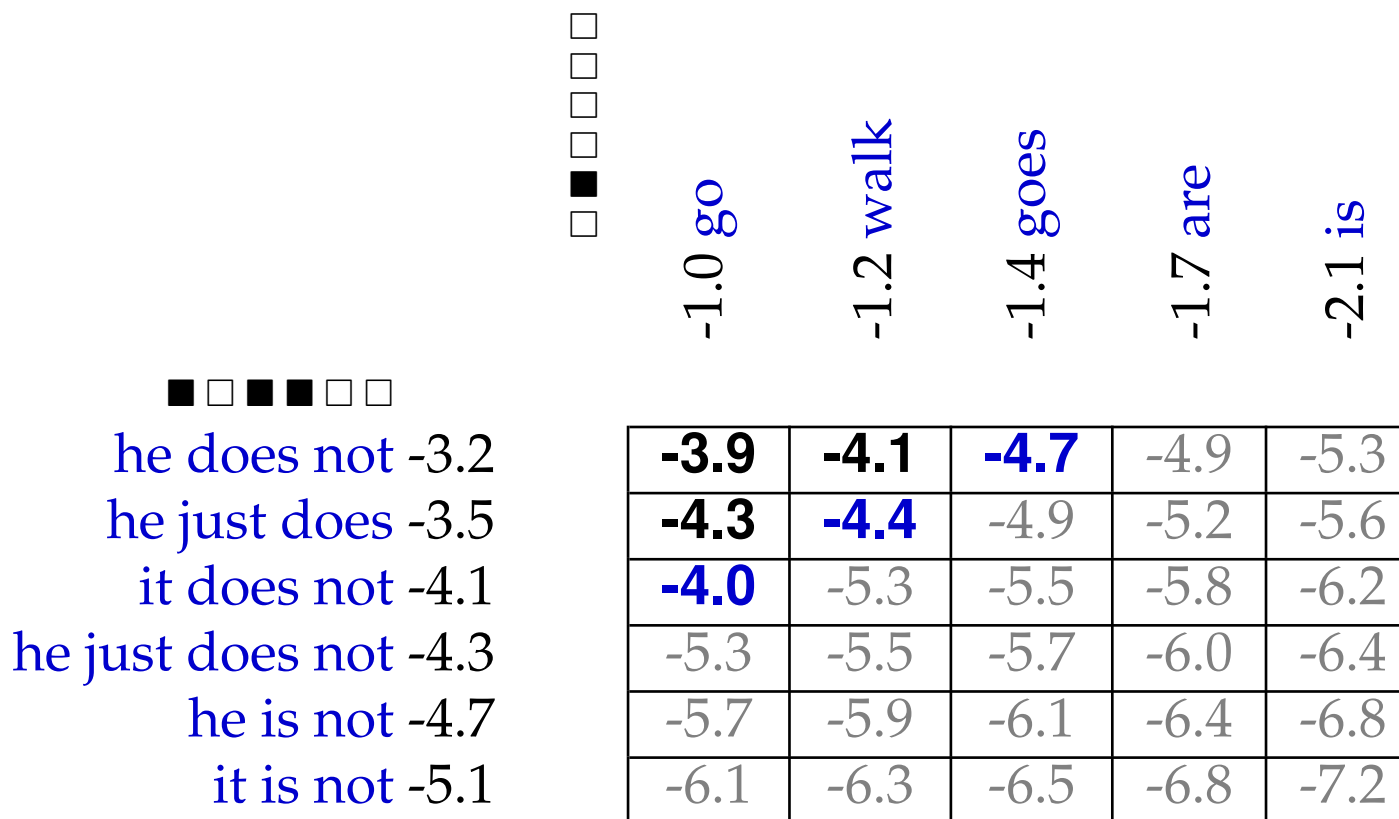 -1.0 go
-1.2 walk
-1.4 goes
-1.7 are
-2.1 is
he does not -3.2 -3.9 -4.1 -4.7 -4.9 -5.3
he just does -3.5 -4.3 -4.4 -4.9 -5.2 -5.6
it does not -4.1 -4.0 -5.3 -5.5 -5.8 -6.2
he just does not -4.3 -5.3 -5.5 -5.7 -6.0 -6.4
he is not -4.7 -5.7 -5.9 -6.1 -6.4 -6.8
it is not -5.1 -6.1 -6.3 -6.5 -6.8 -7.2